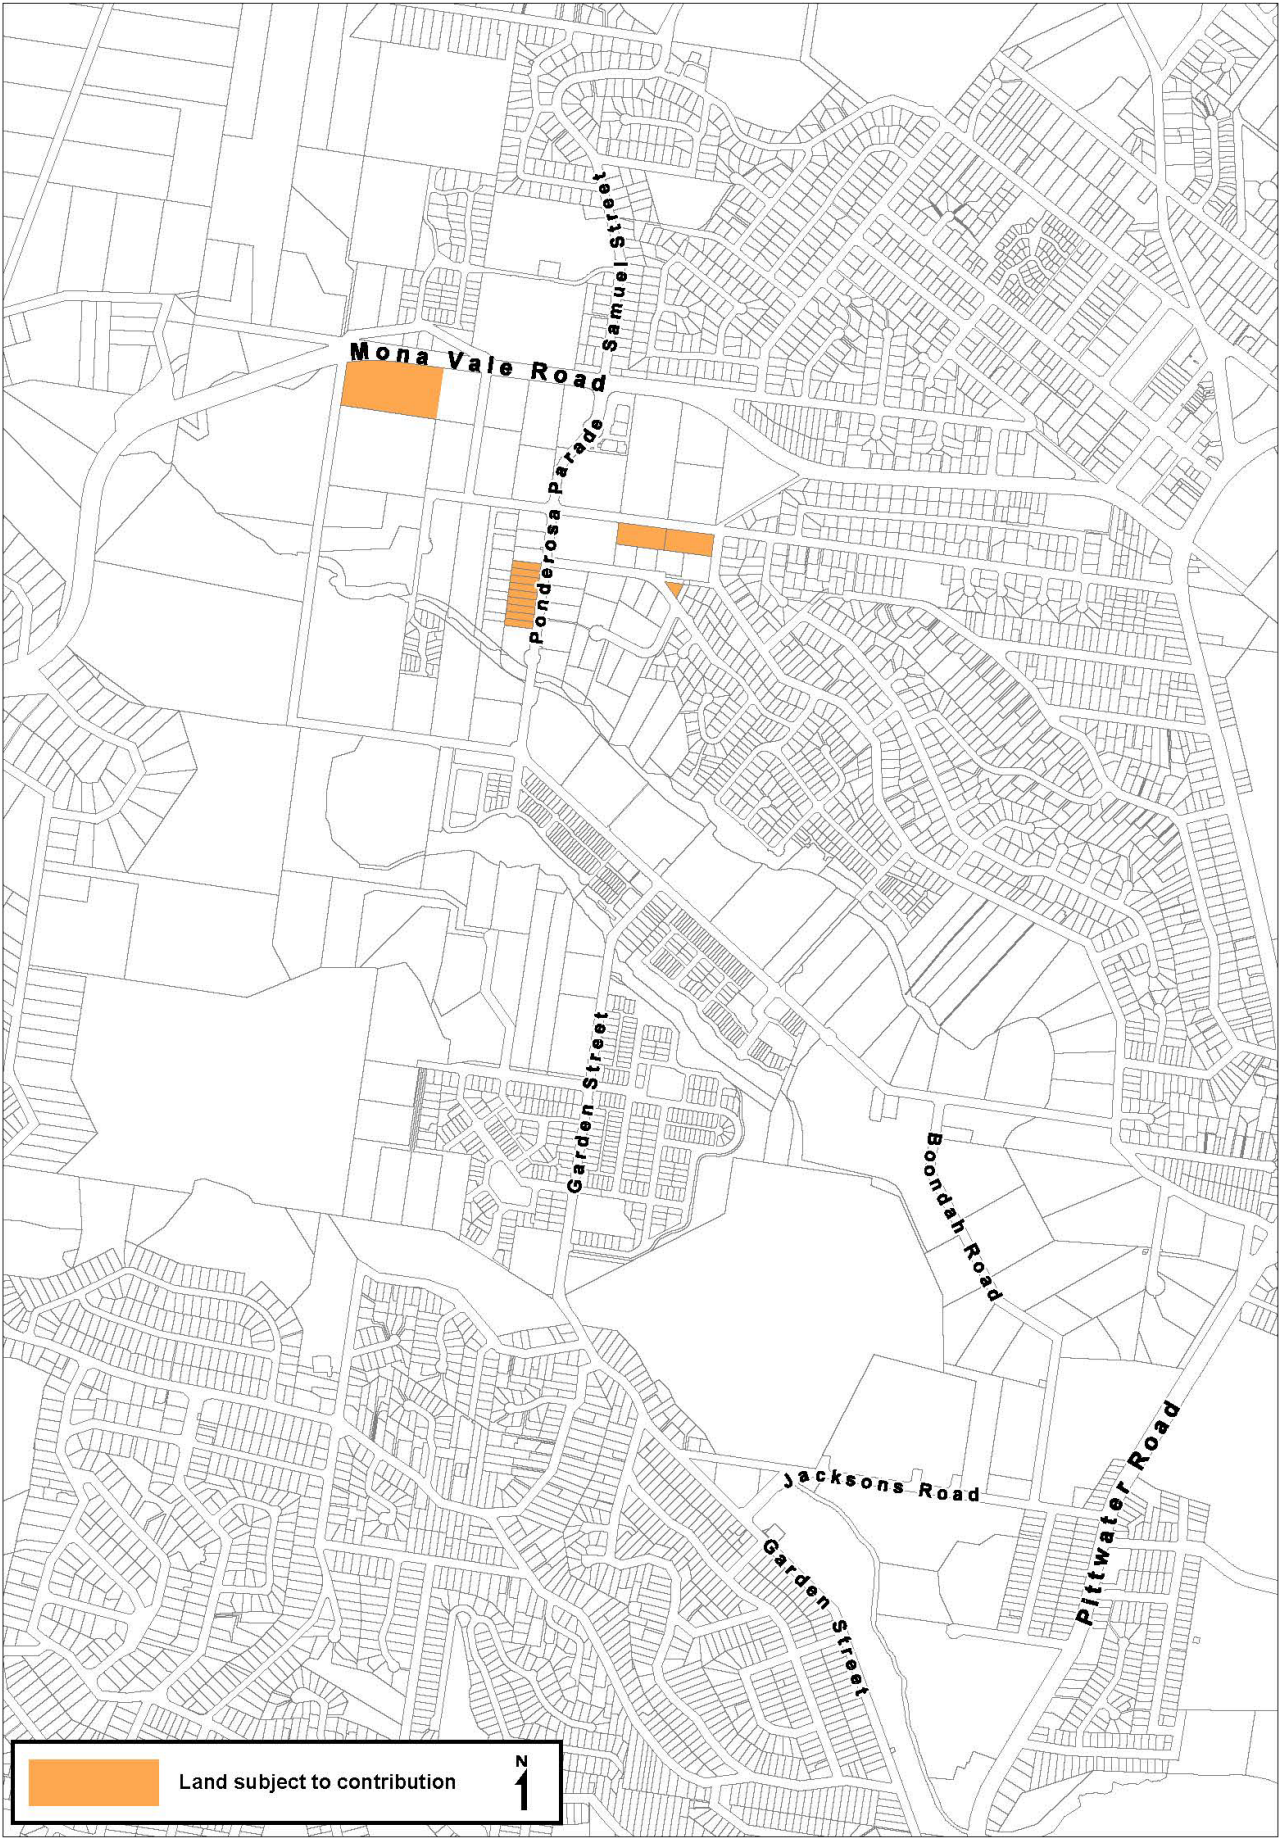 Samuel Street
Mona Vale Road
Ponderosa Parade
Garden Street
Boondah Road
Pittwater Road
Jacksons Road
Garden Street
Land subject to contribution
N